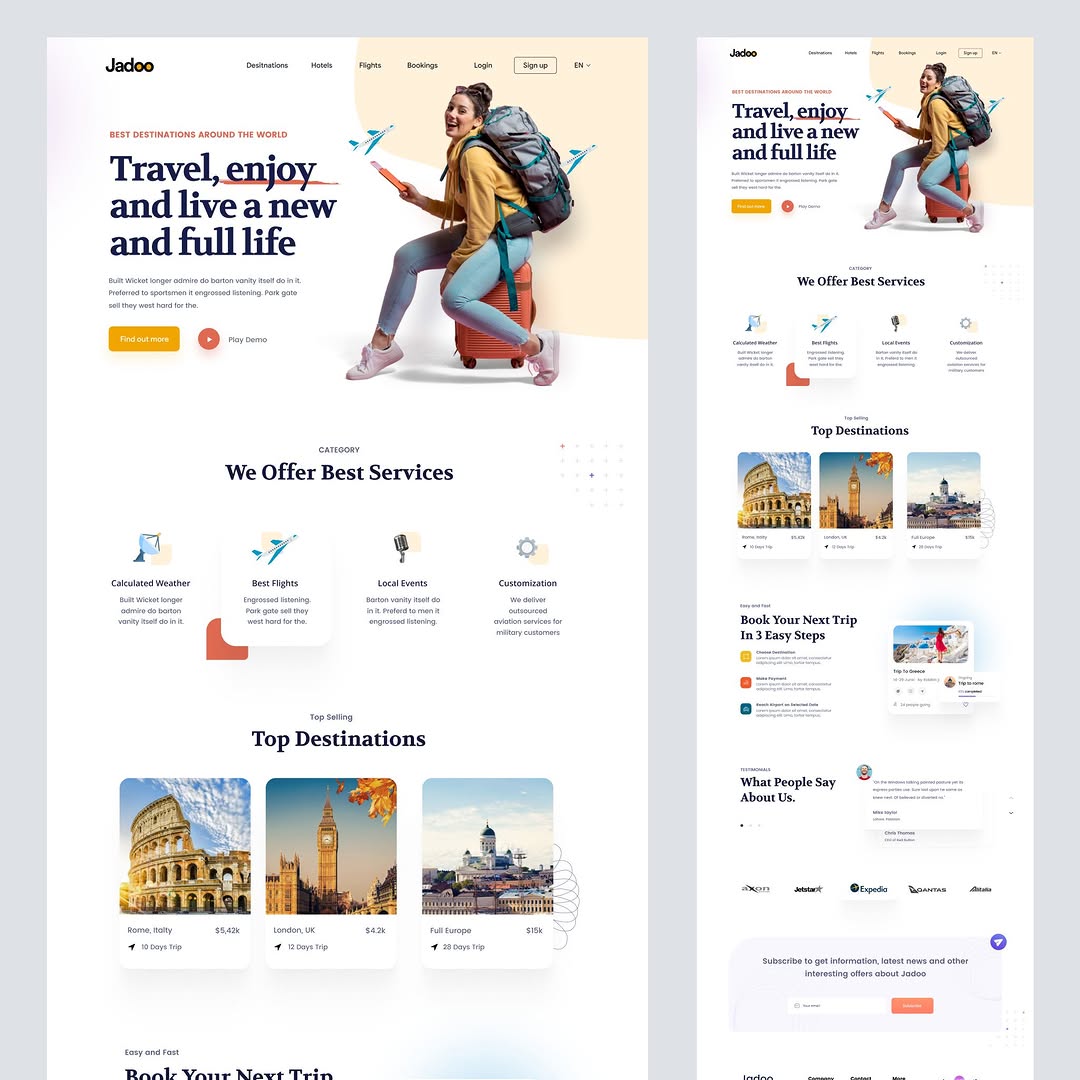 Jadoo
Desitnations
Hotels
Flights
Bookings
Login
Sign up
EN
BEST DESTINATIONS AROUND THE WORLD
Travel, enjoy
and live a new
and full life
Built Wicket longer admire do barton vanity itself do in it.
Preferred to sportsmen it engrossed listening. Park gate
sell they west hard for the.
Find out more
Play Demo
CATEGORY
We Offer Best Services
Calculated Weather
Built Wicket longer
admire do barton
vanity itself do in it.
Best Flights
Engrossed listening.
Park gate sell they
west hard for the.
Local Events
Barton vanity itself do
in it. Preferd to men it
engrossed listening.
Customization
We deliver
outsourced
aviation services for
military customers
Top Selling
Top Destinations
Rome, Italty
$5,42k
10 Days Trip
London, UK
$4.2k
12 Days Trip
Full Europe
$15k
28 Days Trip
Easy and Fast
Book Your Next Trip
Jadoo
Desitnations
Hotels
Flights
Bookings
Login
Sign up
EN
BEST DESTINATIONS AROUND THE WORLD
Travel, enjoy
and live a new
and full life
Built Wicket longer admire do barton vanity itself do in it.
Preferred to sportsmen it engrossed listening. Park gate
sell they west hard for the.
Find out more
Play Demo
CATEGORY
We Offer Best Services
Calculated Weather
Built Wicket longer
admire do barton
vanity itself do in it.
Best Flights
Engrossed listening.
Park gate sell they
west hard for the.
Local Events
Barton vanity itself do
in it. Preferd to men it
engrossed listening.
Customization
We deliver
outsourced
aviation services for
military customers
Top Selling
Top Destinations
Rome, Italty
$5,42k
10 Days Trip
London, UK
$4.2k
12 Days Trip
Full Europe
$15k
28 Days Trip
Easy and Fast
Book Your Next Trip
In 3 Easy Steps
Choose Destination
Lorem ipsum dolor sit amet, consectetur
adipiscing elit. Urna, tortor tempus.
Make Payment
Lorem ipsum dolor sit amet, consectetur
adipiscing elit. Urna, tortor tempus.
Reach Airport on Selected Date
Lorem ipsum dolor sit amet, consectetur
adipiscing elit. Urna, tortor tempus.
Trip To Greece
14-29 June
Ongoing
Trip to rome
completed
24 people going
TESTIMONIALS
What People Say
About Us.
"On the Windows talking painted pasture yet its
express parties use. Sure last upon he same as
knew next. Of believed or diverted no."
Mike taylor
Lahore, Pakistan
Chris Thomas
CEO of Red Button
axon
Jetstar
Expedia
QANTAS
Alitalia
Subscribe to get information, latest news and other
interesting offers about Jadoo
Your email
Subscribe
Jadoo
Company
Contact
More